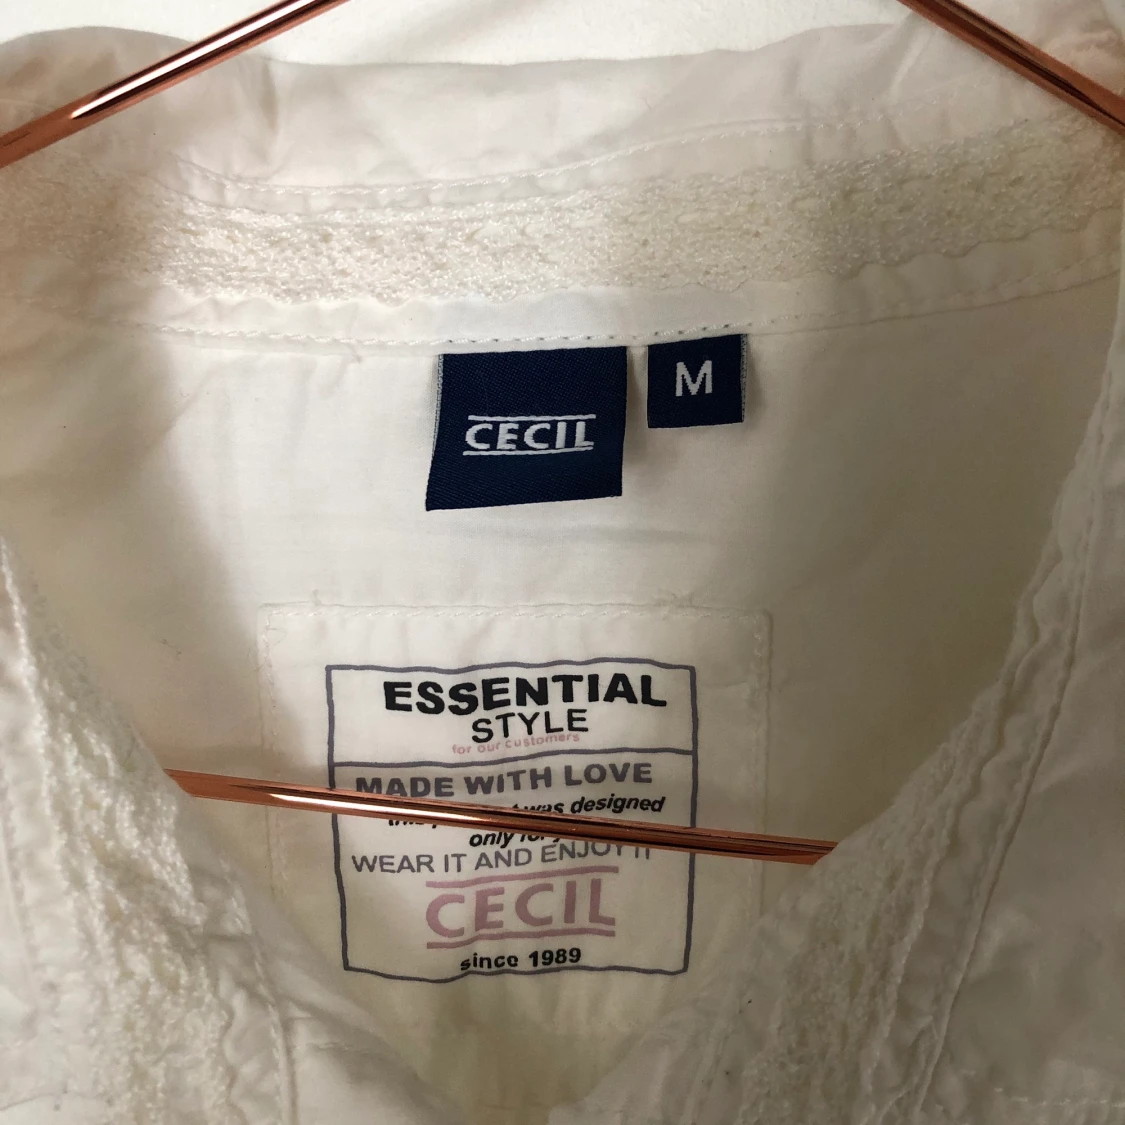 CECIL
M
ESSENTIAL
STYLE
for our customers
MADE WITH LOVE
was designed
only
WEAR IT AND ENJOY IT
CECIL
since 1989